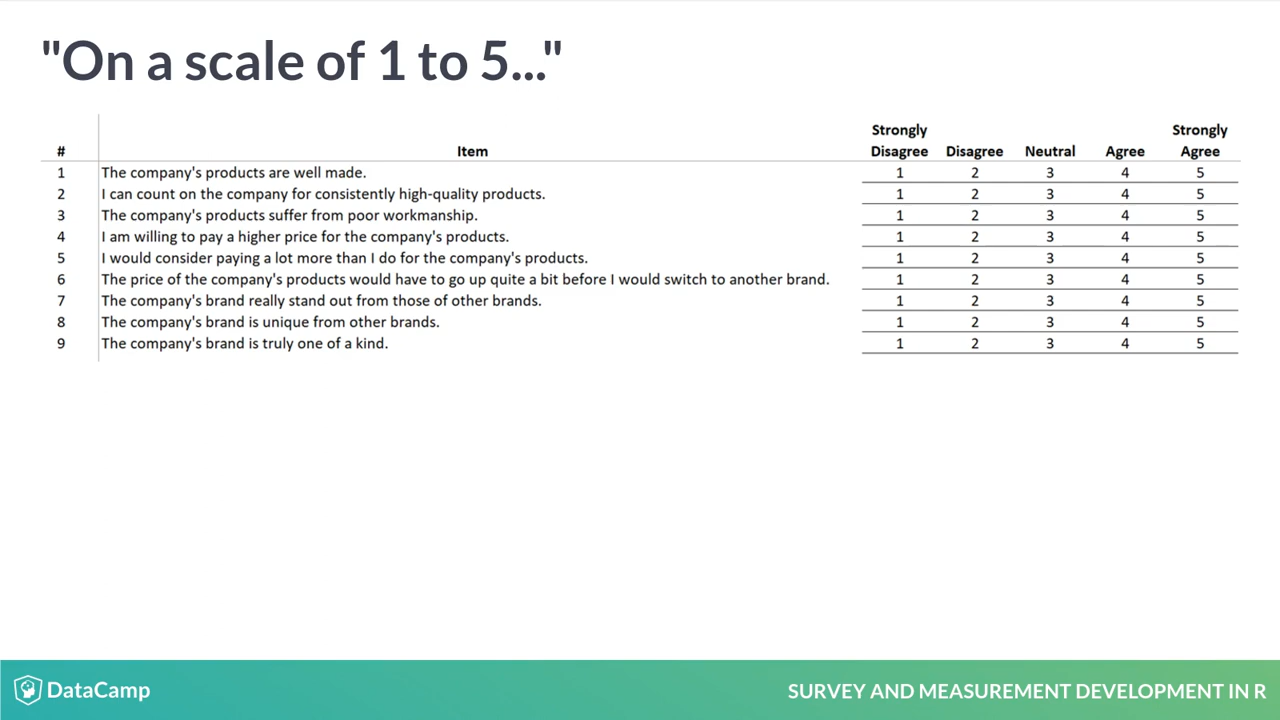 "On a scale of 1 to 5..."
Strongly Strongly
# Item Disagree Disagree Neutral Agree Agree
1 The company's products are well made. 1 2 3 4 5
2 I can count on the company for consistently high-quality products. 1 2 3 4 5
3 The company's products suffer from poor workmanship. 1 2 3 4 5
4 I am willing to pay a higher price for the company's products. 1 2 3 4 5
5 I would consider paying a lot more than I do for the company's products. 1 2 3 4 5
6 The price of the company's products would have to go up quite a bit before I would switch to another brand. 1 2 3 4 5
7 The company's brand really stand out from those of other brands. 1 2 3 4 5
8 The company's brand is unique from other brands. 1 2 3 4 5
9 The company's brand is truly one of a kind. 1 2 3 4 5
DataCamp SURVEY AND MEASUREMENT DEVELOPMENT IN R